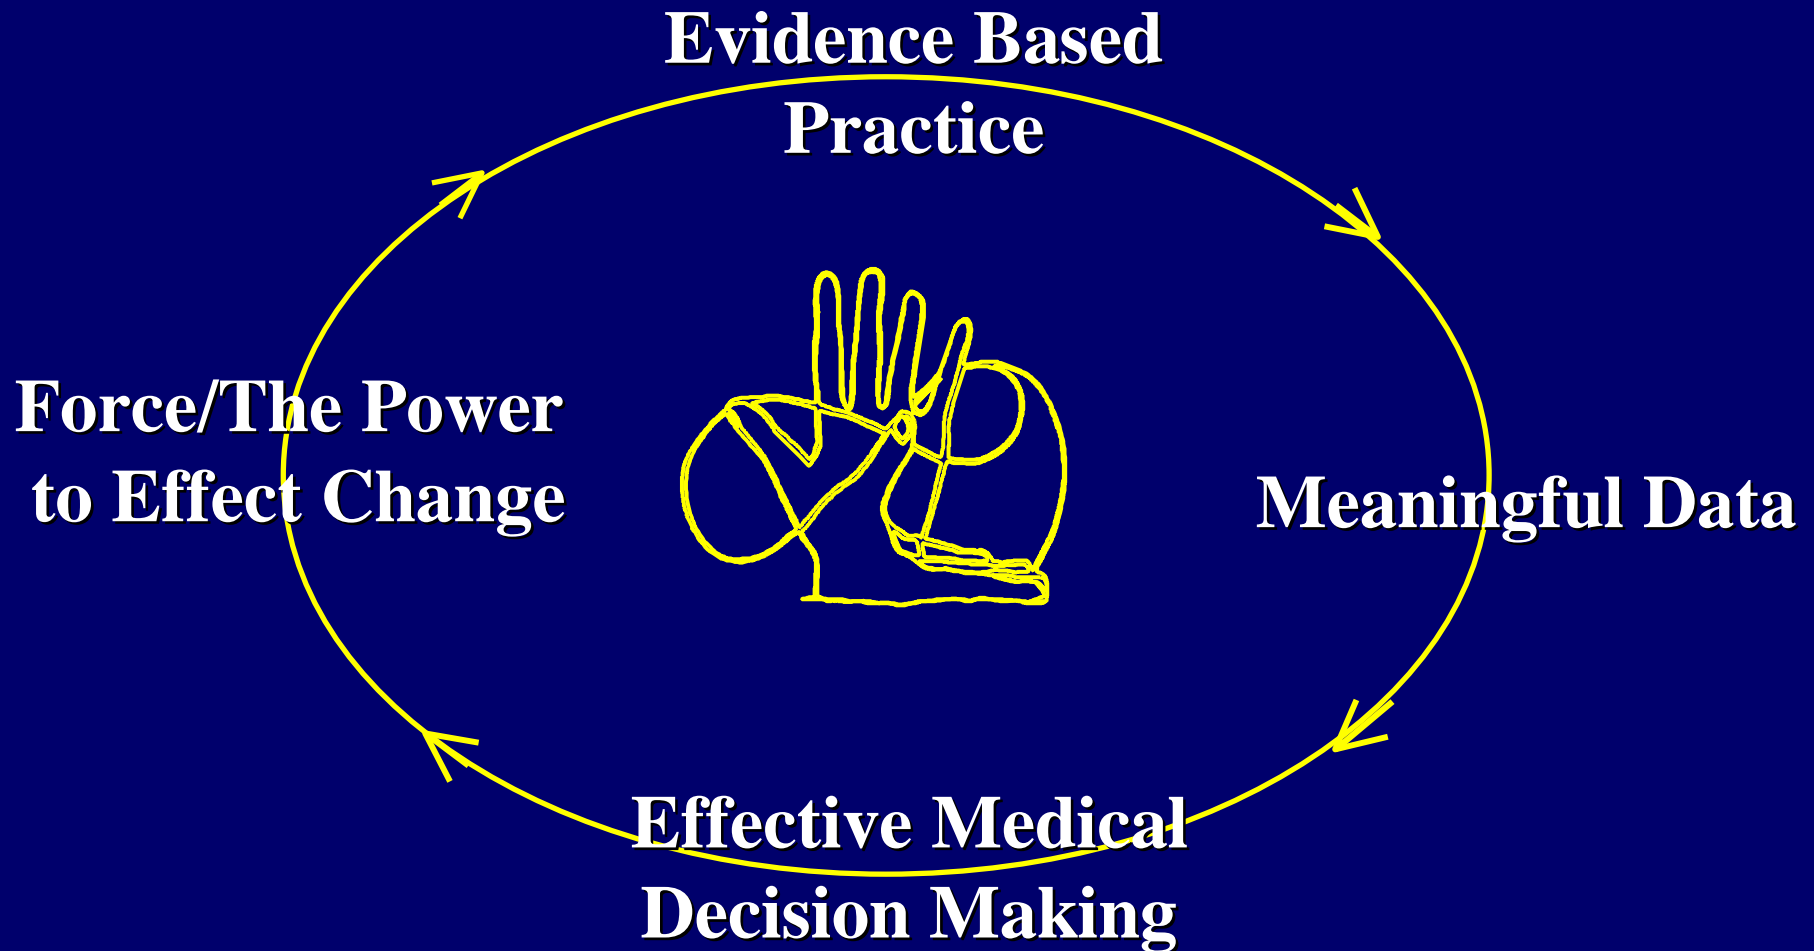 Evidence Based
Practice
Force/The Power
to Effect Change
Meaningful Data
Effective Medical
Decision Making